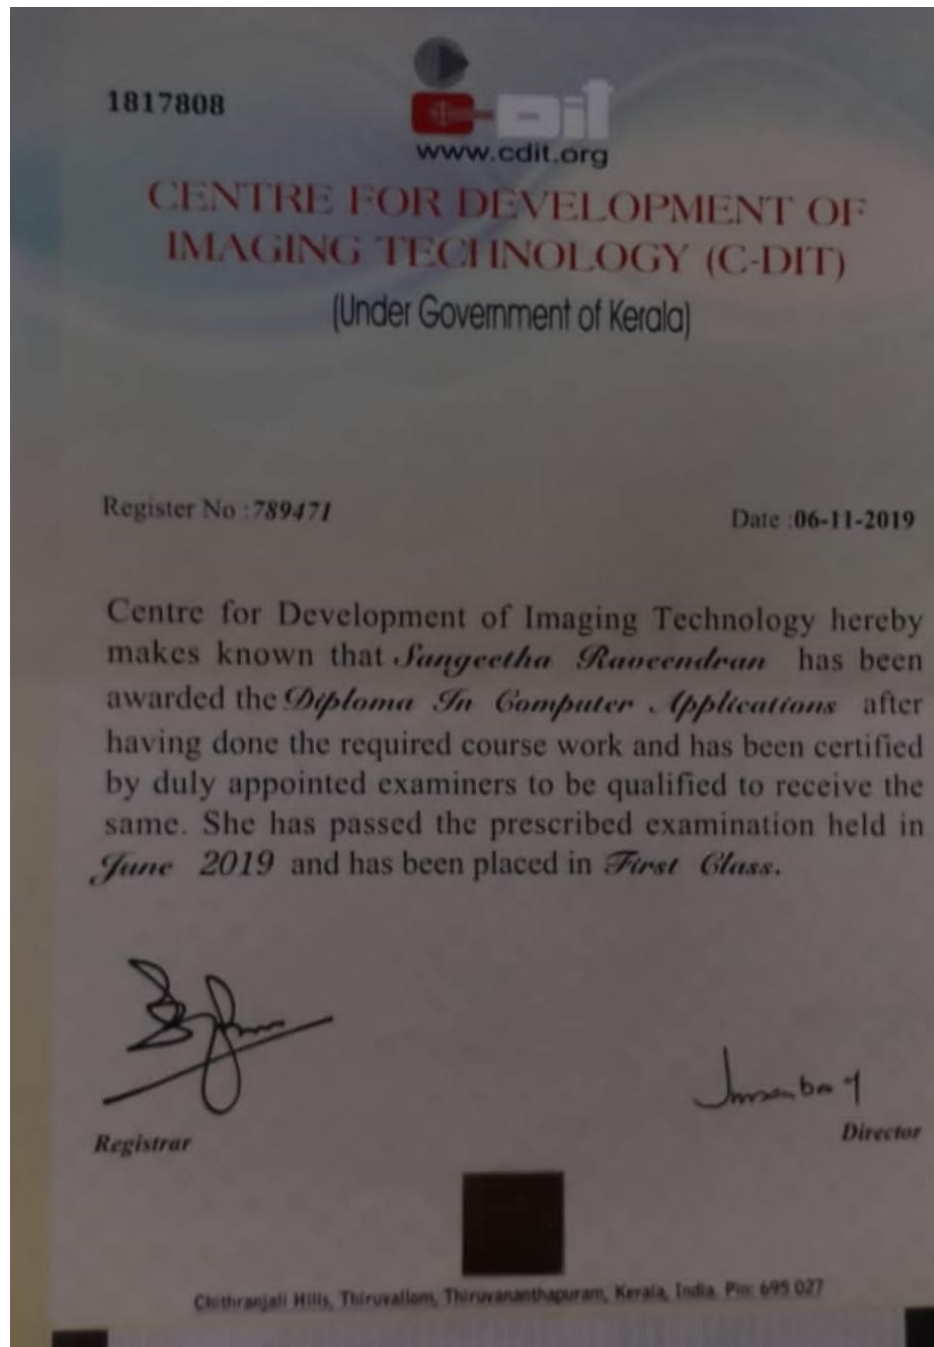 1817808
C-DIT
www.cdit.org
CENTRE FOR DEVELOPMENT OF
IMAGING TECHNOLOGY (C-DIT)
(Under Government of Kerala)
Register No :789471
Date :06-11-2019
Centre for Development of Imaging Technology hereby
makes known that Sangeetha Raveendran has been
awarded the Diploma In Computer Applications after
having done the required course work and has been certified
by duly appointed examiners to be qualified to receive the
same. She has passed the prescribed examination held in
June 2019 and has been placed in First Class.
Registrar
Director
Chithranjali Hills, Thiruvallom, Thiruvananthapuram, Kerala, India. Pin: 695 027